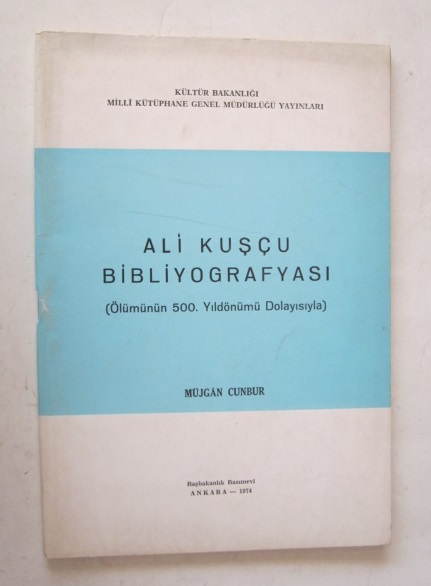 KÜLTÜR BAKANLIĞI
MİLLÎ KÜTÜPHANE GENEL MÜDÜRLÜĞÜ YAYINLARI
ALİ KUŞÇU
BİBLİYOGRAFYASI
(Ölümünün 500. Yıldönümü Dolayısıyla)
MÜJGÂN CUNBUR
Başbakanlık Basımevi
ANKARA — 1974